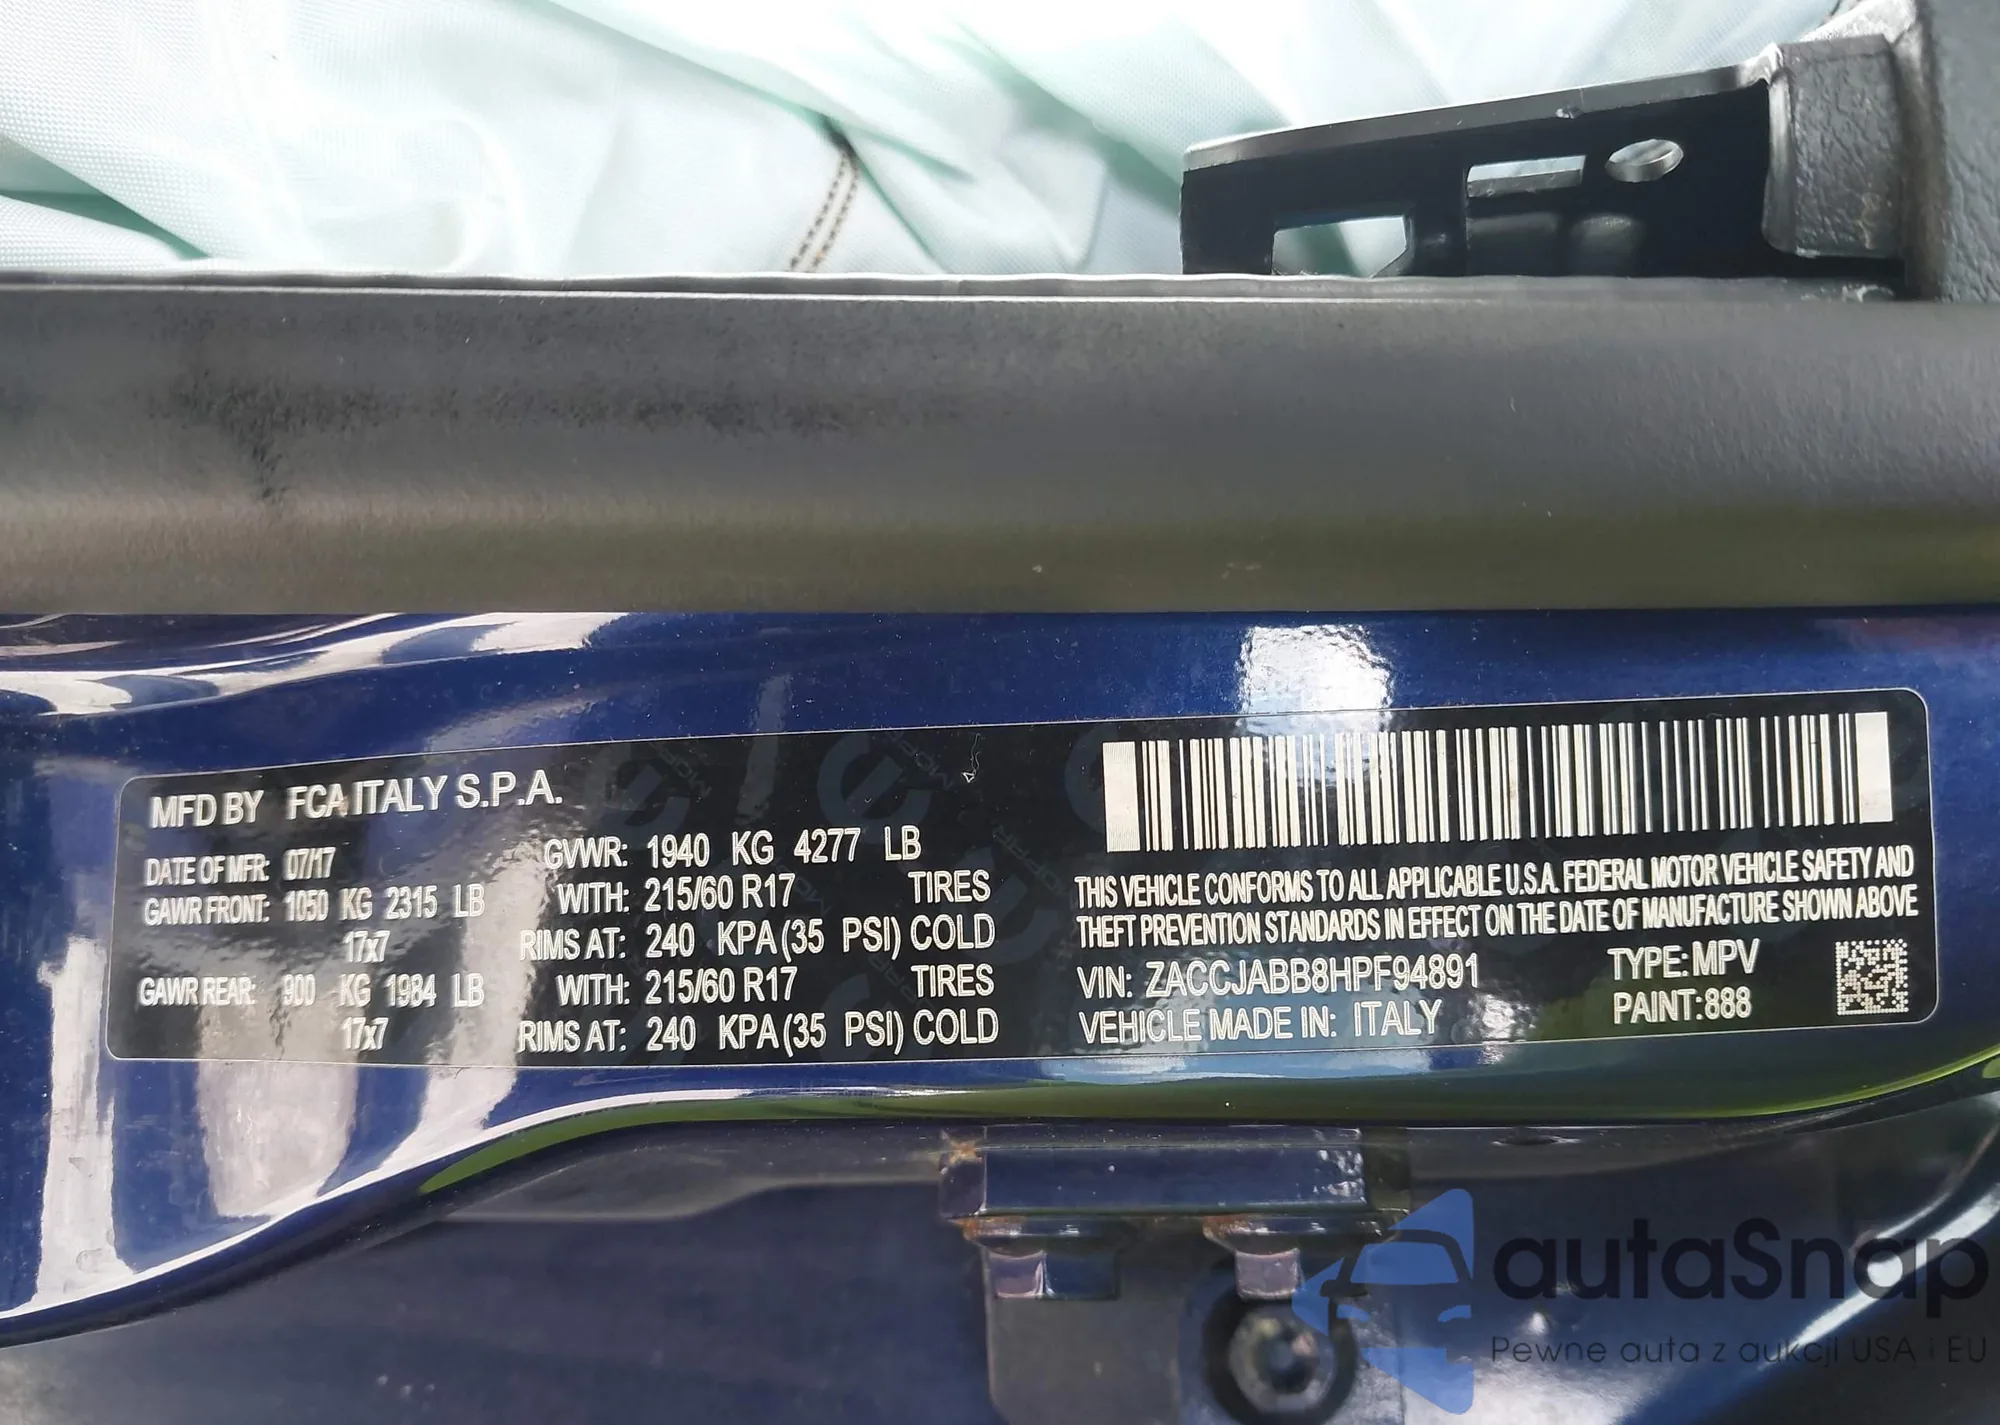 MFD BY FCA ITALY S.P.A.
DATE OF MFR: 07/17 GVWR: 1940 KG 4277 LB
GAWR FRONT: 1050 KG 2315 LB WITH: 215/60 R17 TIRES
17x7 RIMS AT: 240 KPA(35 PSI) COLD
GAWR REAR: 900 KG 1984 LB WITH: 215/60 R17 TIRES
17x7 RIMS AT: 240 KPA(35 PSI) COLD
THIS VEHICLE CONFORMS TO ALL APPLICABLE U.S.A. FEDERAL MOTOR VEHICLE SAFETY AND
THEFT PREVENTION STANDARDS IN EFFECT ON THE DATE OF MANUFACTURE SHOWN ABOVE
VIN: ZACCJABB8HPF94891 TYPE: MPV
VEHICLE MADE IN: ITALY PAINT:888
autaSnap
Pewne auta z aukcji USA i EU